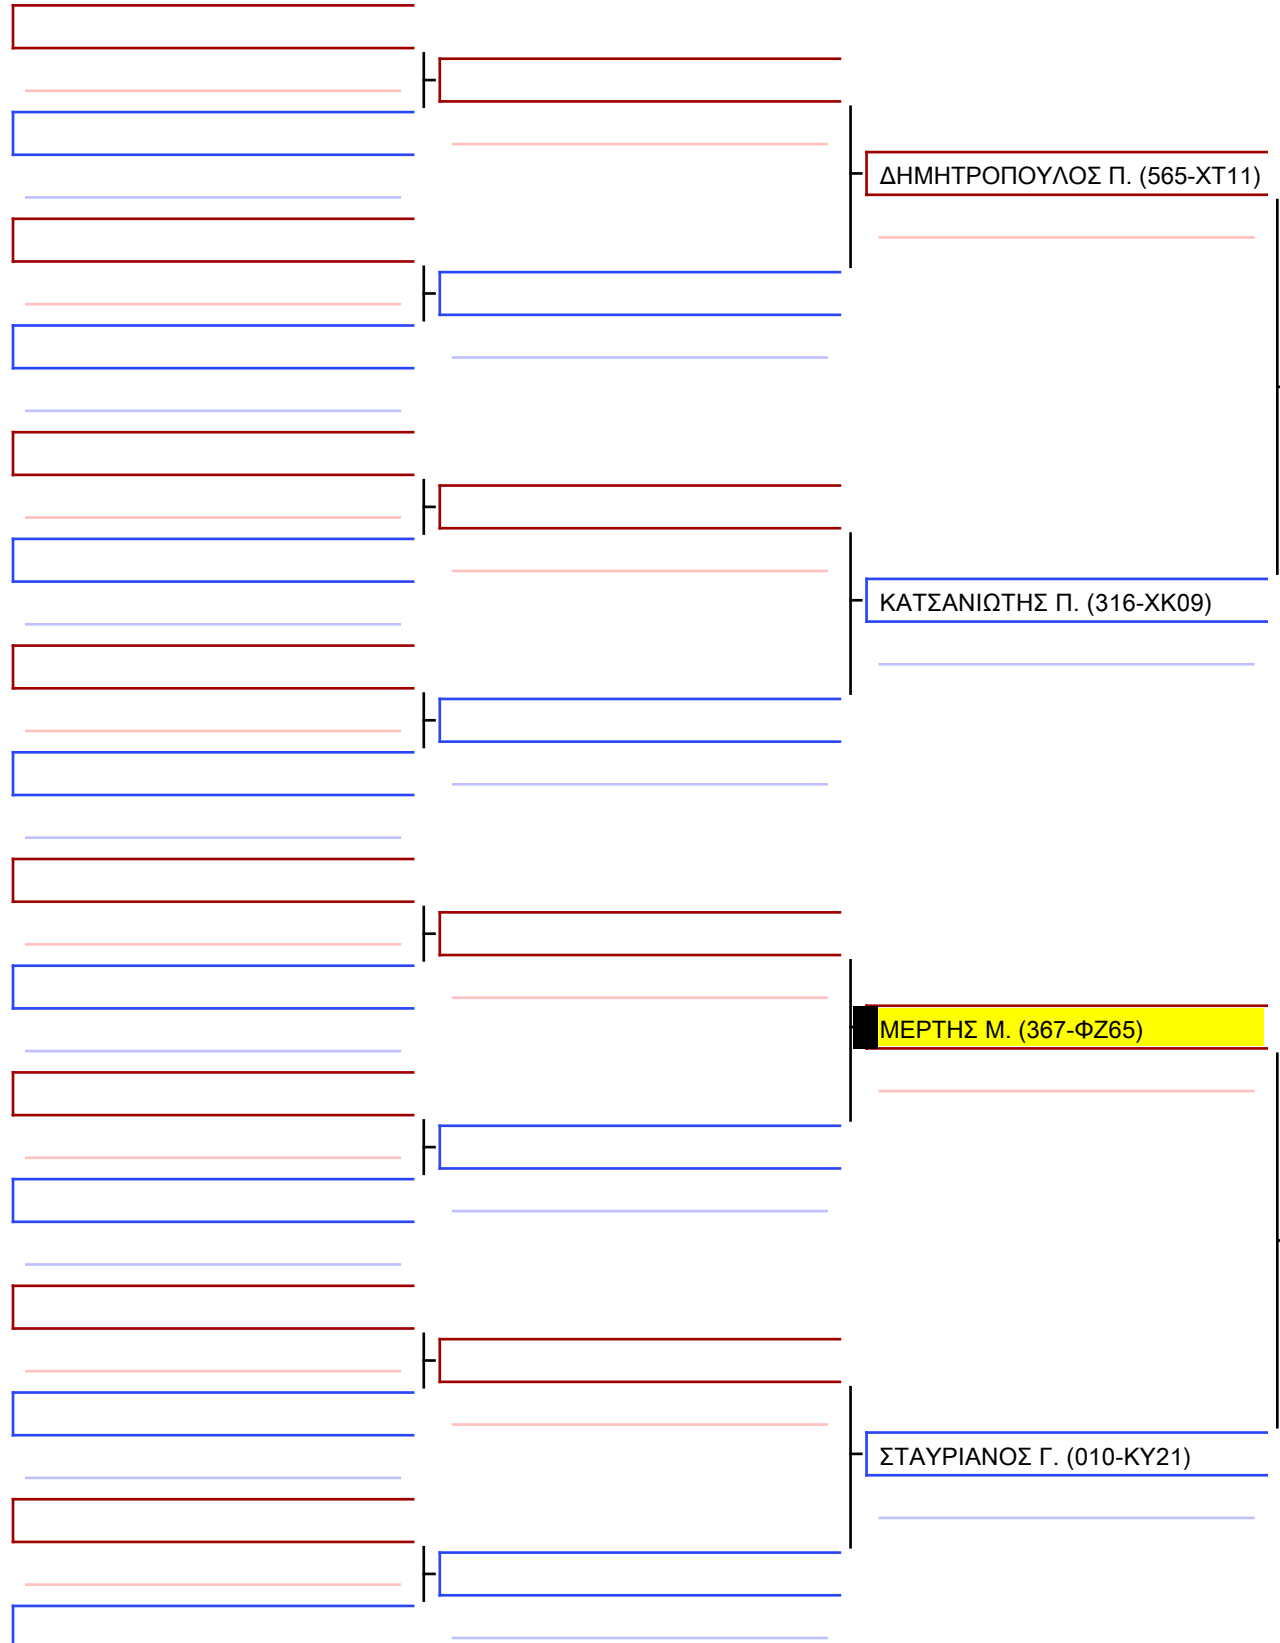 ΔΗΜΗΤΡΟΠΟΥΛΟΣ Π. (565-ΧΤ11)
ΚΑΤΣΑΝΙΩΤΗΣ Π. (316-ΧΚ09)
ΜΕΡΤΗΣ Μ. (367-ΦΖ65)
ΣΤΑΥΡΙΑΝΟΣ Γ. (010-ΚΥ21)